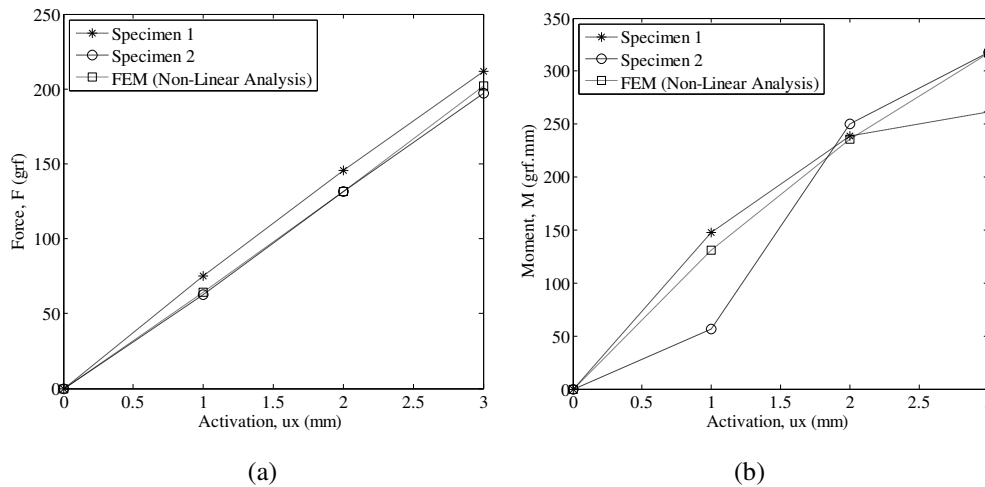 250
200
150
100
50
0
Force, F (grf)
Specimen 1
Specimen 2
FEM (Non-Linear Analysis)
0 0.5 1 1.5 2 2.5 3
Activation, ux (mm)
(a)
350
300
250
200
150
100
50
0
Moment, M (grf.mm)
Specimen 1
Specimen 2
FEM (Non-Linear Analysis)
0 0.5 1 1.5 2 2.5
Activation, ux (mm)
(b)